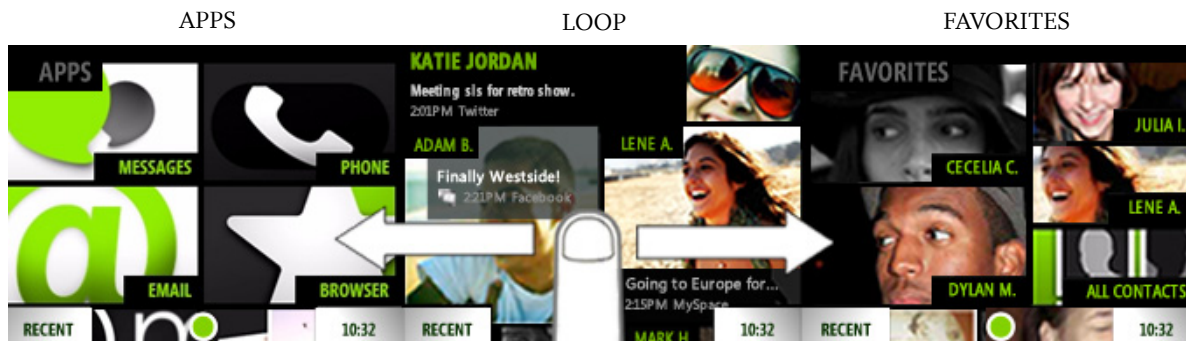 APPS
LOOP
FAVORITES
APPS
MESSAGES
PHONE
EMAIL
BROWSER
RECENT
10:32
KATIE JORDAN
Meeting sis for retro show.
2:01PM Twitter
ADAM B.
LENE A.
Finally Westside!
2:21PM Facebook
Going to Europe for...
2:15PM MySpace
MARK H
RECENT
10:32
FAVORITES
JULIA I.
CECELIA C.
LENE A.
DYLAN M.
ALL CONTACTS
RECENT
10:32